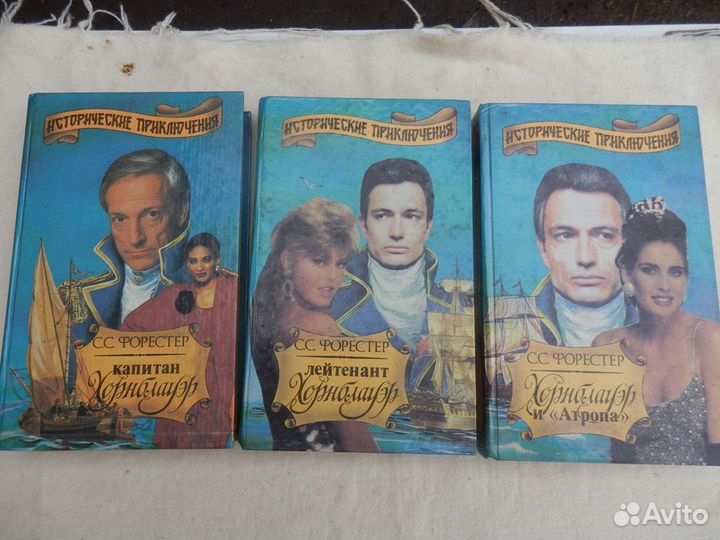 ИСТОРИЧЕСКИЕ ПРИКЛЮЧЕНИЯ
С.С. ФОРЕСТЕР
КАПИТАН
Хорнблауэр
ИСТОРИЧЕСКИЕ ПРИКЛЮЧЕНИЯ
С.С. ФОРЕСТЕР
лейтенант
Хорнблауэр
ИСТОРИЧЕСКИЕ ПРИКЛЮЧЕНИЯ
С.С. ФОРЕСТЕР
Хорнблауэр
и «Атропа»
Avito